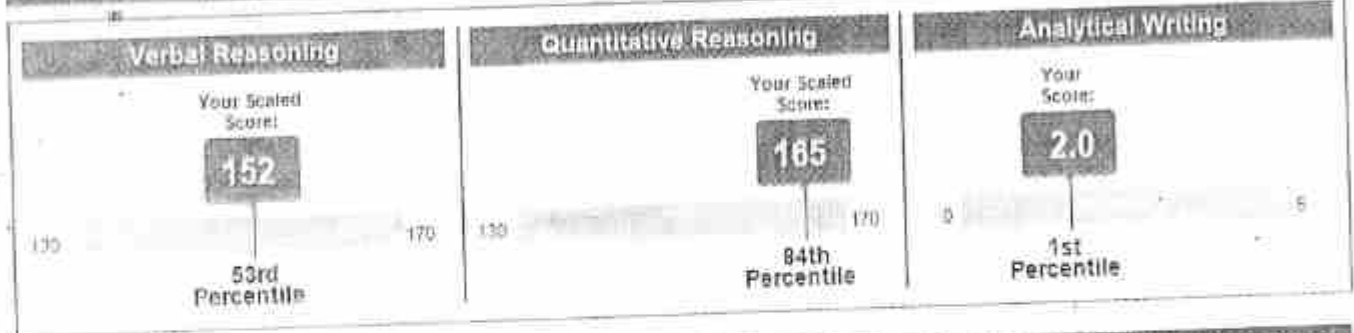 Verbal Reasoning
Your Scaled
Score:
152
130
170
53rd
Percentile
Quantitative Reasoning
Your Scaled
Score:
165
130
170
84th
Percentile
Analytical Writing
Your
Score:
2.0
0
6
1st
Percentile